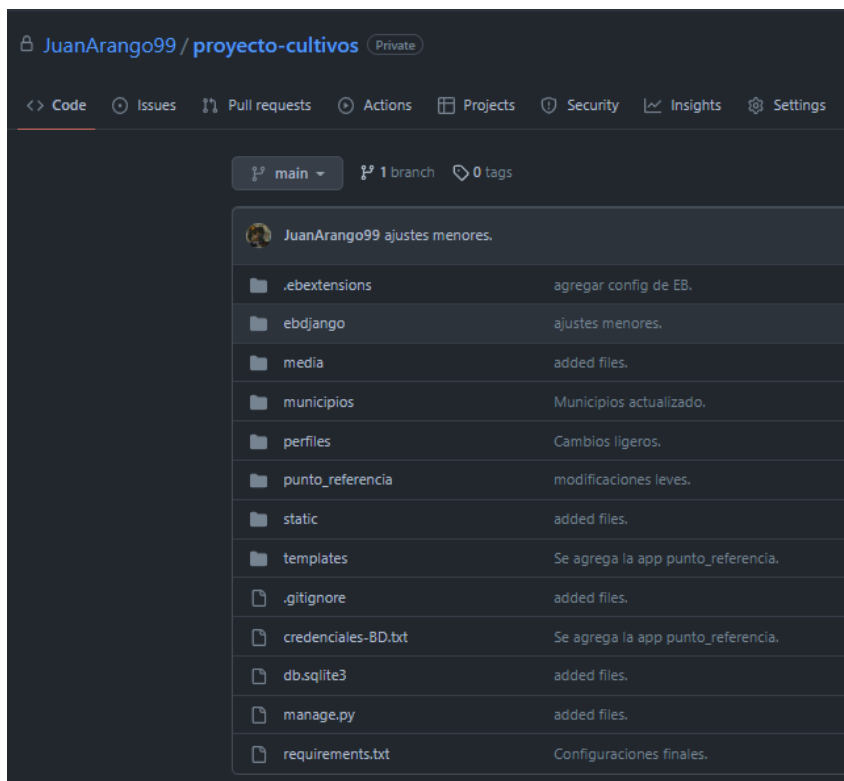 JuanArango99 / proyecto-cultivos Private
<> Code Issues Pull requests Actions Projects Security Insights Settings
main 1 branch 0 tags
JuanArango99 ajustes menores.
.ebextensions agregar config de EB.
ebdjango ajustes menores.
media added files.
municipios Municipios actualizado.
perfiles Cambios ligeros.
punto_referencia modificaciones leves.
static added files.
templates Se agrega la app punto_referencia.
.gitignore added files.
credenciales-BD.txt Se agrega la app punto_referencia.
db.sqlite3 added files.
manage.py added files.
requirements.txt Configuraciones finales.